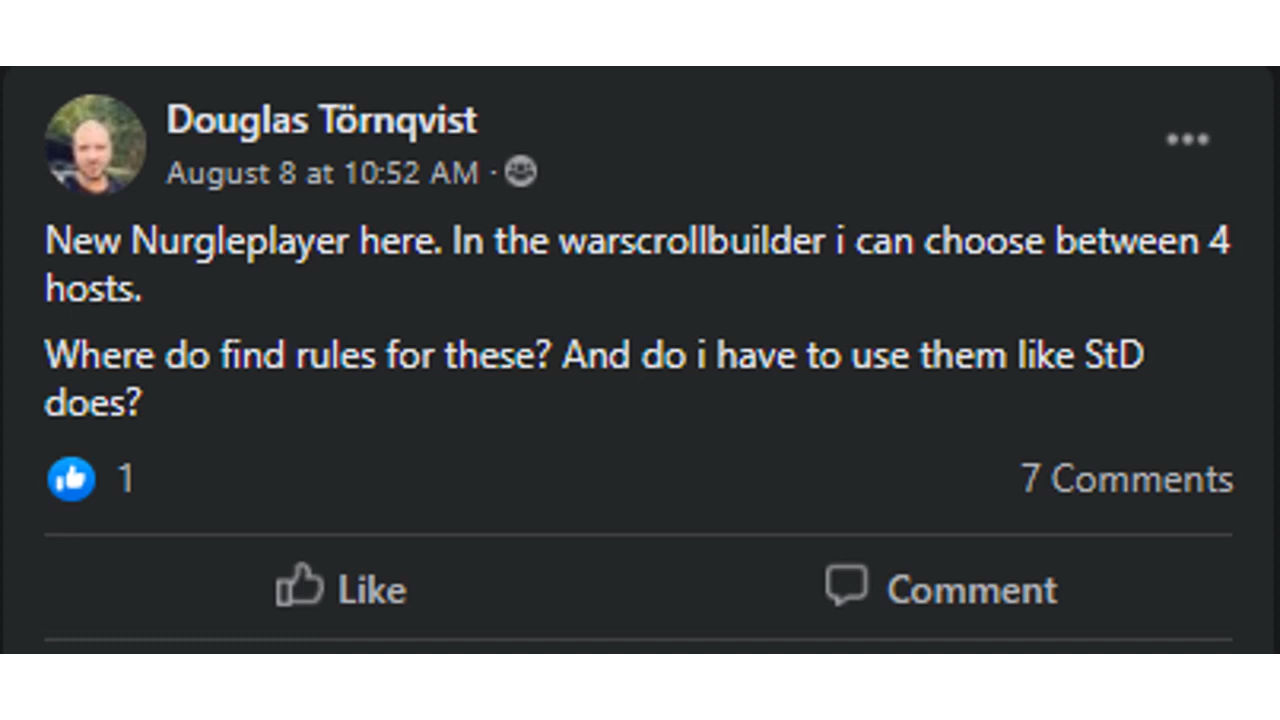 Douglas Törnqvist
August 8 at 10:52 AM ·
New Nurgleplayer here. In the warscrollbuilder i can choose between 4
hosts.
Where do find rules for these? And do i have to use them like StD
does?
1
7 Comments
Like
Comment